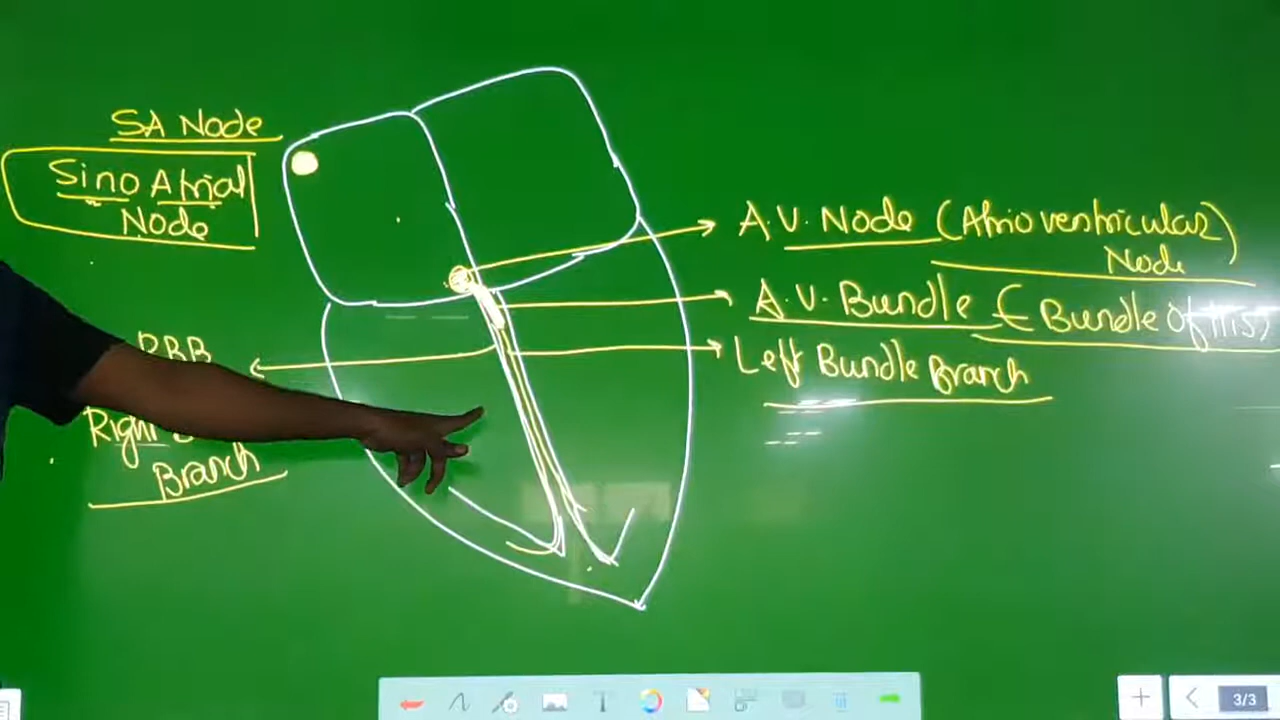 SA Node
Sino Atrial
Node
A.V. Node (Atrioventricular)
Node
A.V. Bundle (Bundle Of His)
RBB
Left Bundle Branch
Right
Branch
3/3